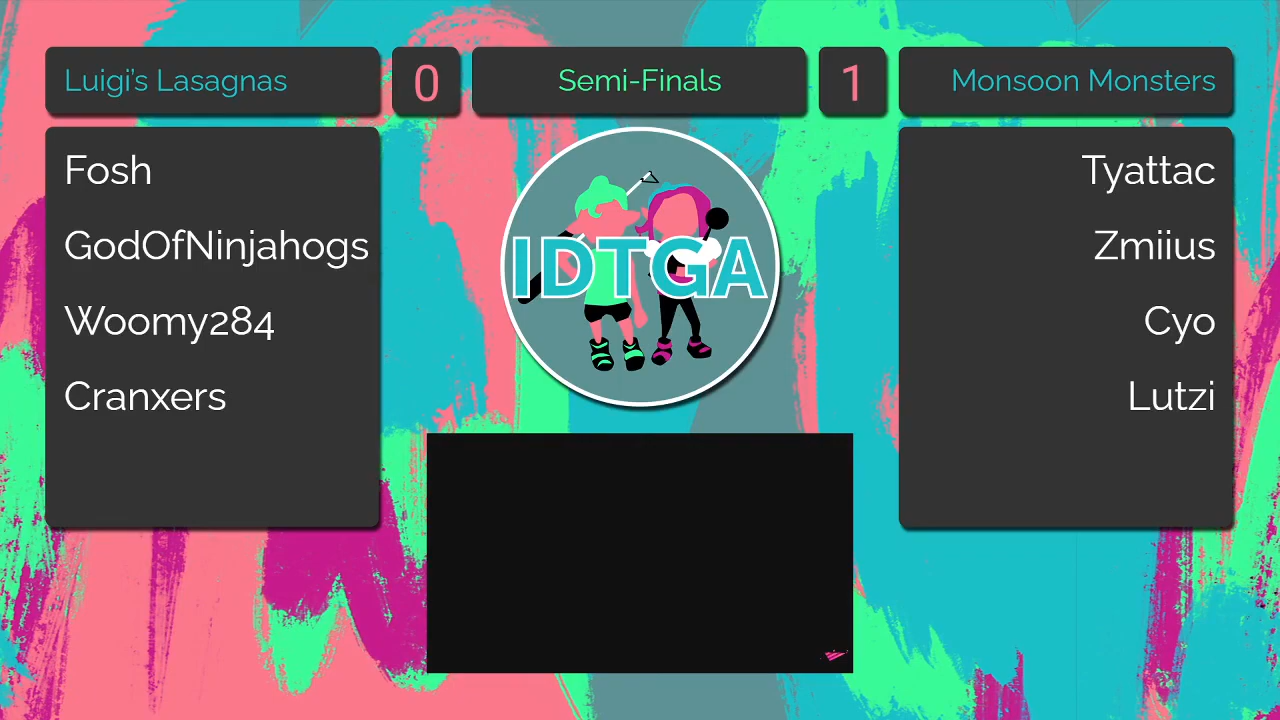 Luigi's Lasagnas
0
Semi-Finals
1
Monsoon Monsters
Fosh
GodOfNinjahogs
Woomy284
Cranxers
IDTGA
Tyattac
Zmiius
Cyo
Lutzi